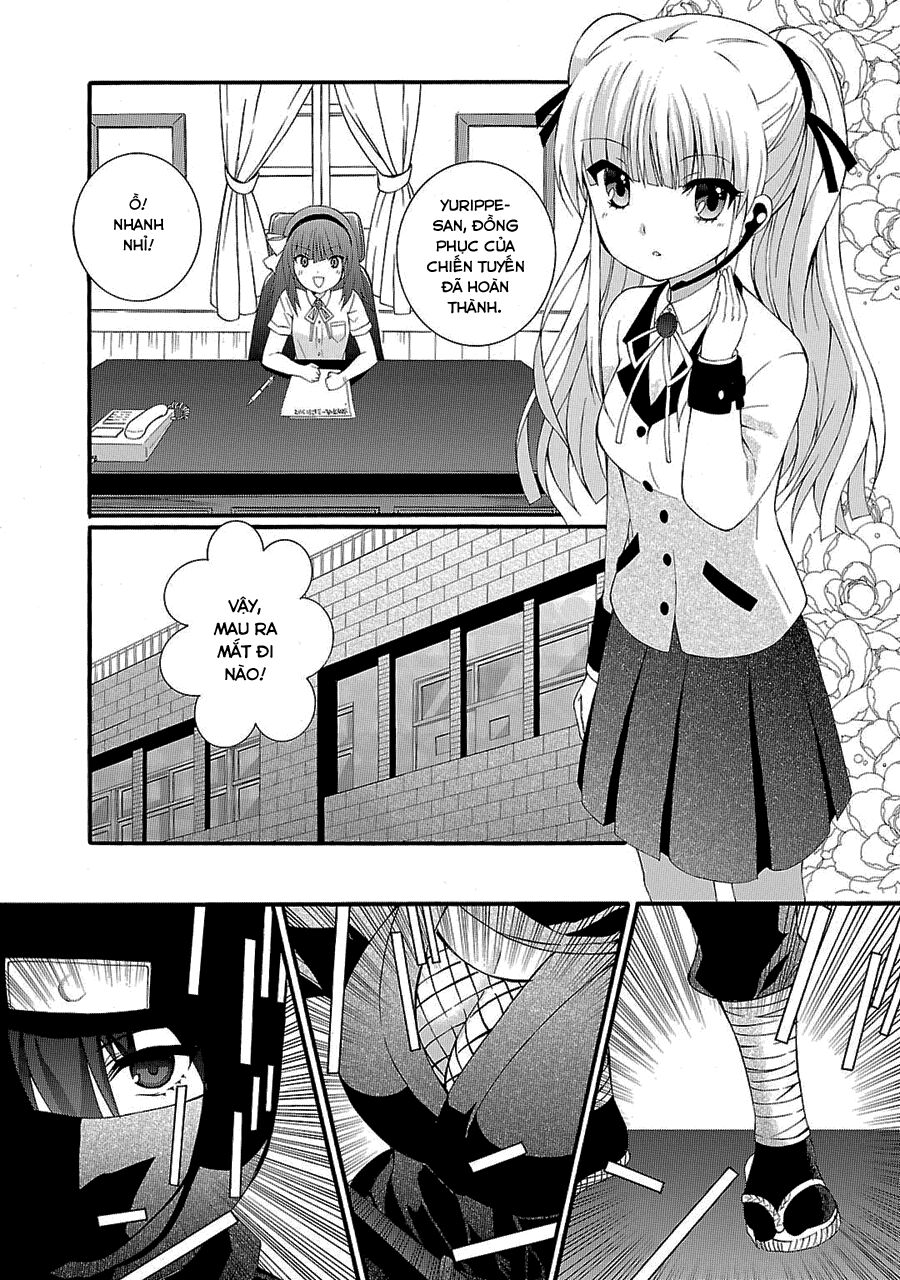 YURIPPE-
SAN, ĐỒNG
PHỤC CỦA
CHIẾN TUYẾN
ĐÃ HOÀN
THÀNH.
Ồ!
NHANH
NHỈ!
VẬY,
MAU RA
MẮT ĐI
NÀO!